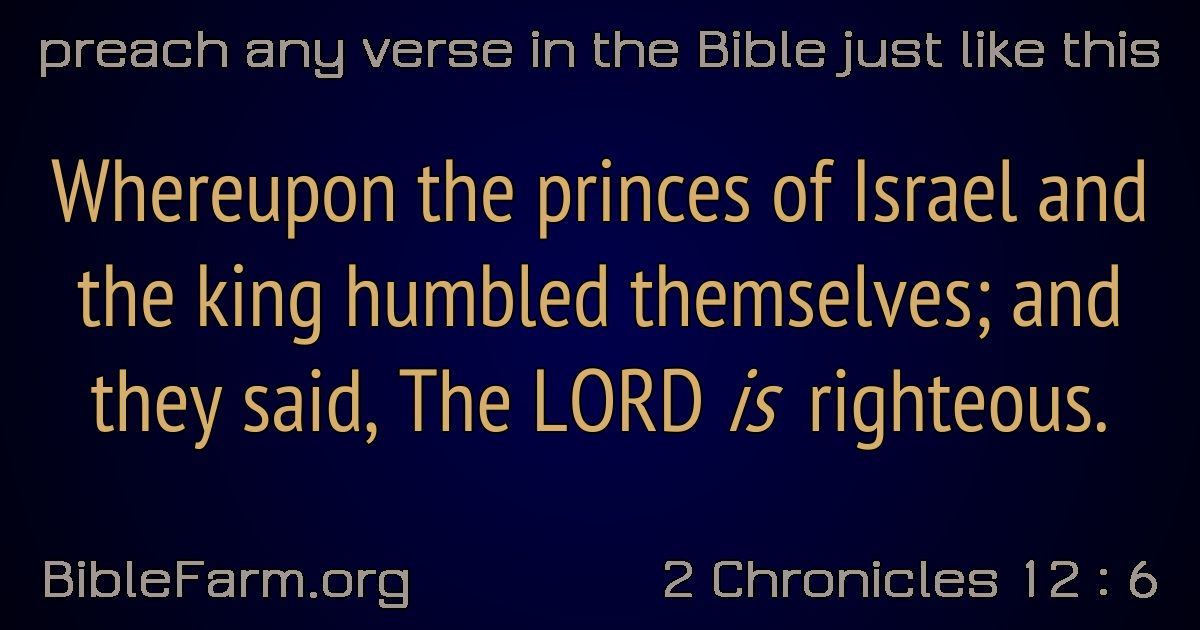 preach any verse in the Bible just like this
Whereupon the princes of Israel and
the king humbled themselves; and
they said, The LORD is righteous.
BibleFarm.org
2 Chronicles 12 : 6